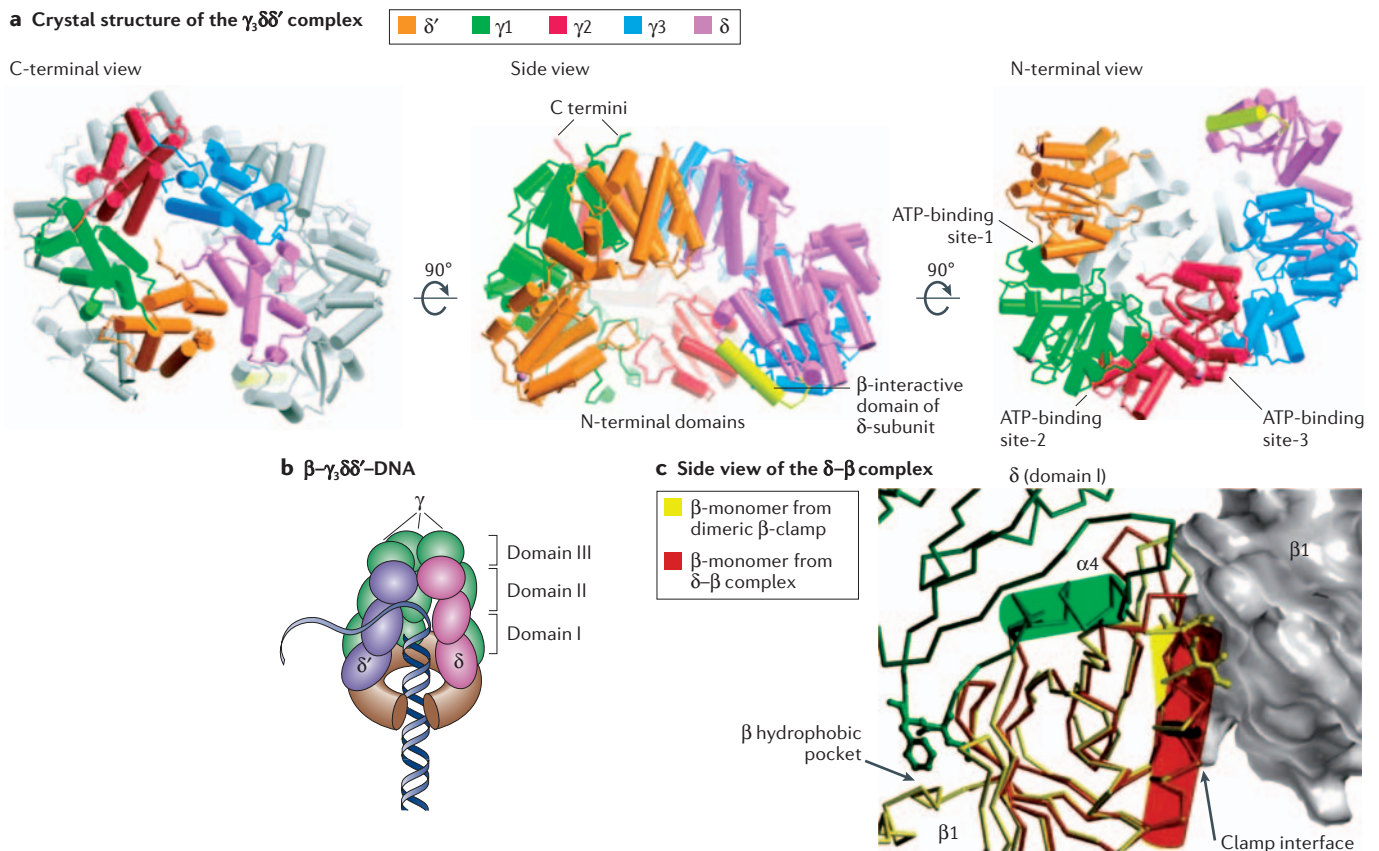 a Crystal structure of the γ₃δδ′ complex
δ′ γ1 γ2 γ3 δ
C-terminal view
Side view
N-terminal view
C termini
ATP-binding
site-1
90°
90°
β-interactive
domain of
δ-subunit
N-terminal domains
ATP-binding
site-2
ATP-binding
site-3
b β–γ₃δδ′–DNA
γ
Domain III
Domain II
Domain I
δ′
δ
c Side view of the δ–β complex
β-monomer from
dimeric β-clamp
β-monomer from
δ–β complex
δ (domain I)
β1
α4
β hydrophobic
pocket
β1
Clamp interface